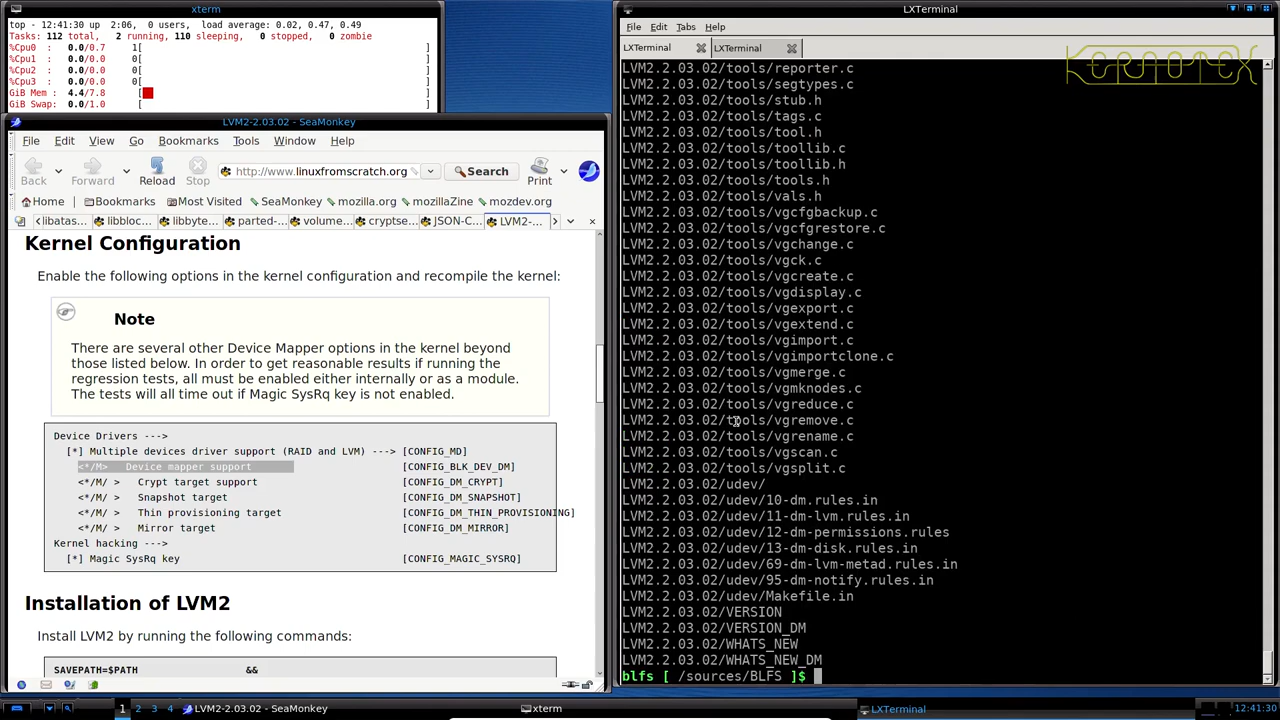 xterm
top - 12:41:30 up  2:06,  0 users,  load average: 0.02, 0.47, 0.49
Tasks: 112 total,   2 running, 110 sleeping,   0 stopped,   0 zombie
%Cpu0  :   0.0/0.7     1[                                                ]
%Cpu1  :   0.0/0.0     0[                                                ]
%Cpu2  :   0.0/0.0     0[                                                ]
%Cpu3  :   0.0/0.0     0[                                                ]
GiB Mem :  4.4/7.8      [                                                ]
GiB Swap:  0.0/1.0      [                                                ]
LVM2-2.03.02 - SeaMonkey
File Edit View Go Bookmarks Tools Window Help
Back Forward Reload Stop http://www.linuxfromscratch.org Search Print
Home Bookmarks Most Visited SeaMonkey mozilla.org mozillaZine mozdev.org
libatas... libbloc... libbyte... parted-... volume... cryptse... JSON-C... LVM2-...
Kernel Configuration
Enable the following options in the kernel configuration and recompile the kernel:
Note
There are several other Device Mapper options in the kernel beyond
those listed below. In order to get reasonable results if running the
regression tests, all must be enabled either internally or as a module.
The tests will all time out if Magic SysRq key is not enabled.
Device Drivers --->
[*] Multiple devices driver support (RAID and LVM) ---> [CONFIG_MD]
<*/M> Device mapper support [CONFIG_BLK_DEV_DM]
<*/M/ > Crypt target support [CONFIG_DM_CRYPT]
<*/M/ > Snapshot target [CONFIG_DM_SNAPSHOT]
<*/M/ > Thin provisioning target [CONFIG_DM_THIN_PROVISIONING]
<*/M/ > Mirror target [CONFIG_DM_MIRROR]
Kernel hacking --->
[*] Magic SysRq key [CONFIG_MAGIC_SYSRQ]
Installation of LVM2
Install LVM2 by running the following commands:
SAVEPATH=$PATH &&
LXTerminal
File Edit Tabs Help
LXTerminal LXTerminal
KERNOTEX
LVM2.2.03.02/tools/reporter.c
LVM2.2.03.02/tools/segtypes.c
LVM2.2.03.02/tools/stub.h
LVM2.2.03.02/tools/tags.c
LVM2.2.03.02/tools/tool.h
LVM2.2.03.02/tools/toollib.c
LVM2.2.03.02/tools/toollib.h
LVM2.2.03.02/tools/tools.h
LVM2.2.03.02/tools/vals.h
LVM2.2.03.02/tools/vgcfgbackup.c
LVM2.2.03.02/tools/vgcfgrestore.c
LVM2.2.03.02/tools/vgchange.c
LVM2.2.03.02/tools/vgck.c
LVM2.2.03.02/tools/vgcreate.c
LVM2.2.03.02/tools/vgdisplay.c
LVM2.2.03.02/tools/vgexport.c
LVM2.2.03.02/tools/vgextend.c
LVM2.2.03.02/tools/vgimport.c
LVM2.2.03.02/tools/vgimportclone.c
LVM2.2.03.02/tools/vgmerge.c
LVM2.2.03.02/tools/vgmknodes.c
LVM2.2.03.02/tools/vgreduce.c
LVM2.2.03.02/tools/vgremove.c
LVM2.2.03.02/tools/vgrename.c
LVM2.2.03.02/tools/vgscan.c
LVM2.2.03.02/tools/vgsplit.c
LVM2.2.03.02/udev/
LVM2.2.03.02/udev/10-dm.rules.in
LVM2.2.03.02/udev/11-dm-lvm.rules.in
LVM2.2.03.02/udev/12-dm-permissions.rules
LVM2.2.03.02/udev/13-dm-disk.rules.in
LVM2.2.03.02/udev/69-dm-lvm-metad.rules.in
LVM2.2.03.02/udev/95-dm-notify.rules.in
LVM2.2.03.02/udev/Makefile.in
LVM2.2.03.02/VERSION
LVM2.2.03.02/VERSION_DM
LVM2.2.03.02/WHATS_NEW
LVM2.2.03.02/WHATS_NEW_DM
blfs [ /sources/BLFS ]$
1 2 3 4 LVM2-2.03.02 - SeaMonkey xterm LXTerminal 12:41:30